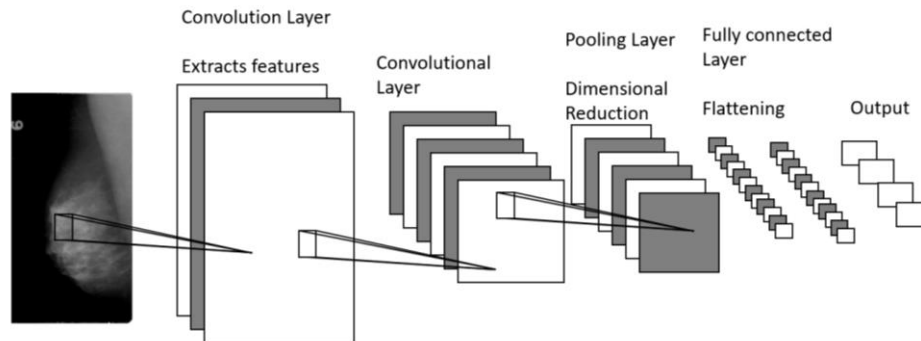 Convolution Layer
Extracts features
Convolutional
Layer
Pooling Layer
Dimensional
Reduction
Fully connected
Layer
Flattening
Output